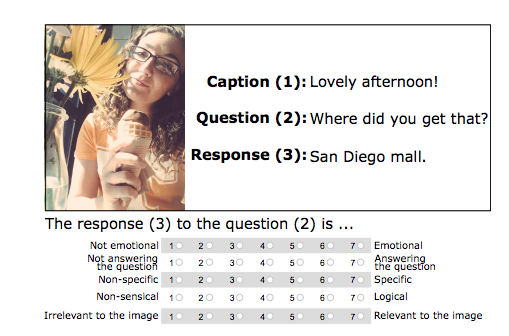 Caption (1): Lovely afternoon!
Question (2): Where did you get that?
Response (3): San Diego mall.
The response (3) to the question (2) is ...
Not emotional 1 2 3 4 5 6 7 Emotional
Not answering
the question 1 2 3 4 5 6 7 Answering
the question
Non-specific 1 2 3 4 5 6 7 Specific
Non-sensical 1 2 3 4 5 6 7 Logical
Irrelevant to the image 1 2 3 4 5 6 7 Relevant to the image